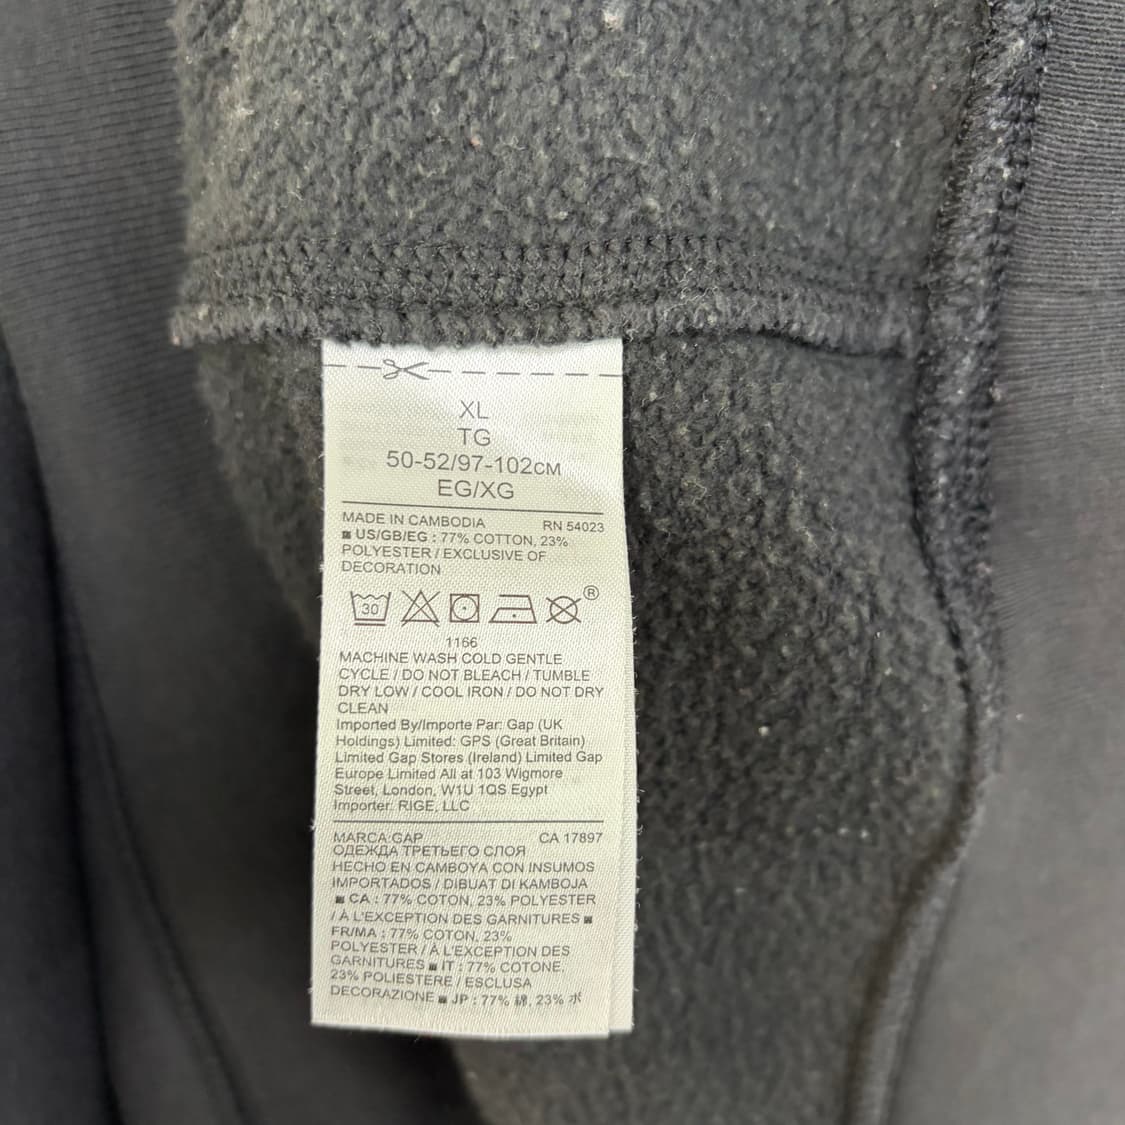 XL
TG
50-52/97-102см
EG/XG
MADE IN CAMBODIA RN 54023
US/GB/EG : 77% COTTON, 23%
POLYESTER / EXCLUSIVE OF
DECORATION
30 ®
1166
MACHINE WASH COLD GENTLE
CYCLE / DO NOT BLEACH / TUMBLE
DRY LOW / COOL IRON / DO NOT DRY
CLEAN
Imported By/Importe Par: Gap (UK
Holdings) Limited: GPS (Great Britain)
Limited Gap Stores (Ireland) Limited Gap
Europe Limited All at 103 Wigmore
Street, London, W1U 1QS Egypt
Importer: RIGE, LLC
MARCA:GAP CA 17897
ОДЕЖДА ТРЕТЬЕГО СЛОЯ
HECHO EN CAMBOYA CON INSUMOS
IMPORTADOS / DIBUAT DI KAMBOJA
■ CA : 77% COTON, 23% POLYESTER
/ À L'EXCEPTION DES GARNITURES ■
FR/MA : 77% COTON, 23%
POLYESTER / À L'EXCEPTION DES
GARNITURES ■ IT : 77% COTONE,
23% POLIESTERE / ESCLUSA
DECORAZIONE ■ JP : 77% 綿, 23% ポ